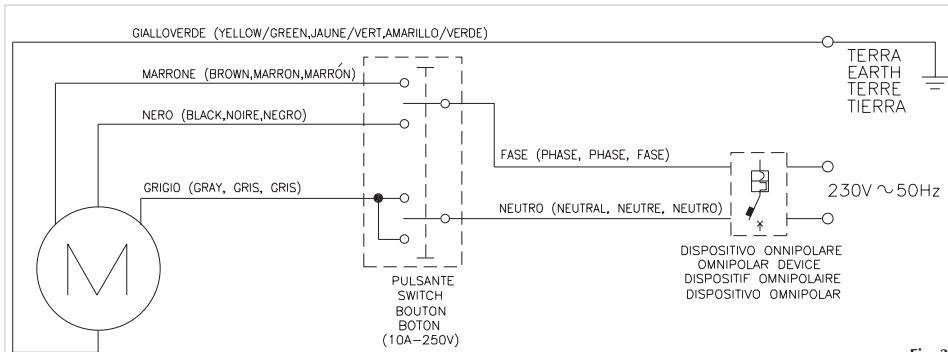 GIALLOVERDE (YELLOW/GREEN,JAUNE/VERT,AMARILLO/VERDE)
TERRA
EARTH
TERRE
TIERRA
MARRONE (BROWN,MARRON,MARRÓN)
NERO (BLACK,NOIRE,NEGRO)
FASE (PHASE, PHASE, FASE)
GRIGIO (GRAY, GRIS, GRIS)
230V ~ 50Hz
NEUTRO (NEUTRAL, NEUTRE, NEUTRO)
M
DISPOSITIVO ONNIPOLARE
OMNIPOLAR DEVICE
DISPOSITIF OMNIPOLAIRE
DISPOSITIVO OMNIPOLAR
PULSANTE
SWITCH
BOUTON
BOTON
(10A-250V)